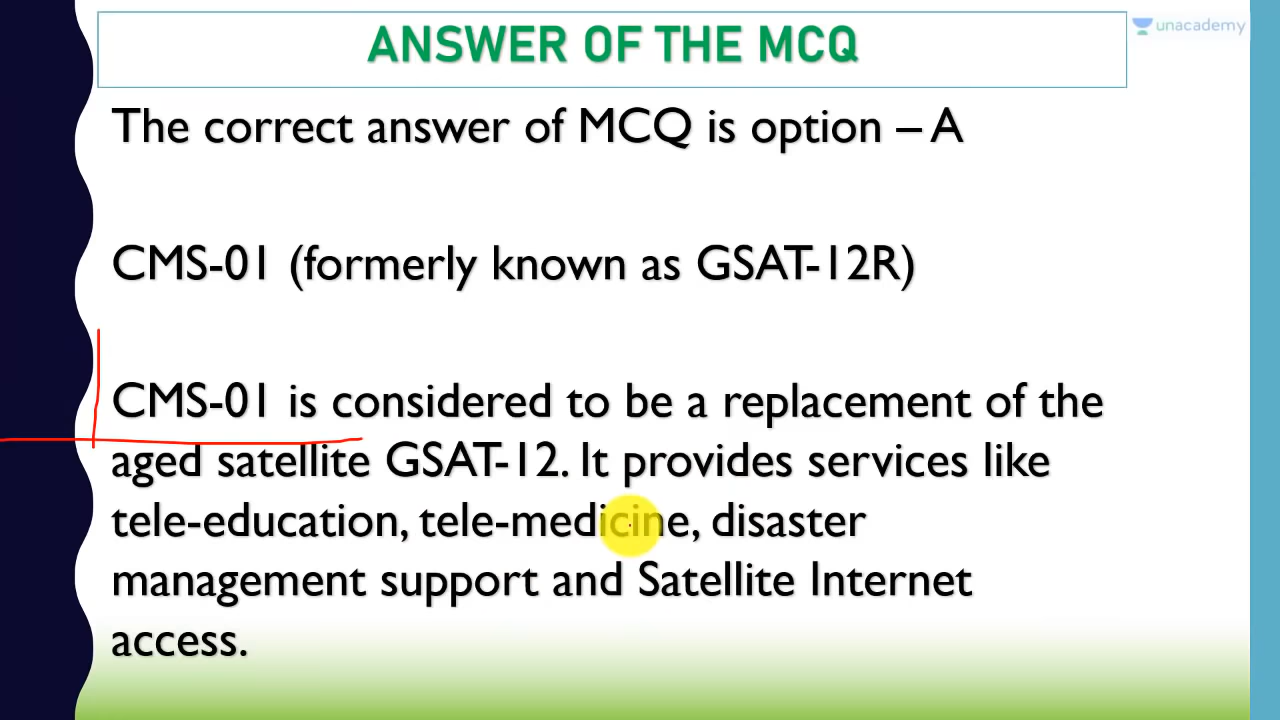 ANSWER OF THE MCQ
unacademy
The correct answer of MCQ is option – A
CMS-01 (formerly known as GSAT-12R)
CMS-01 is considered to be a replacement of the
aged satellite GSAT-12. It provides services like
tele-education, tele-medicine, disaster
management support and Satellite Internet
access.